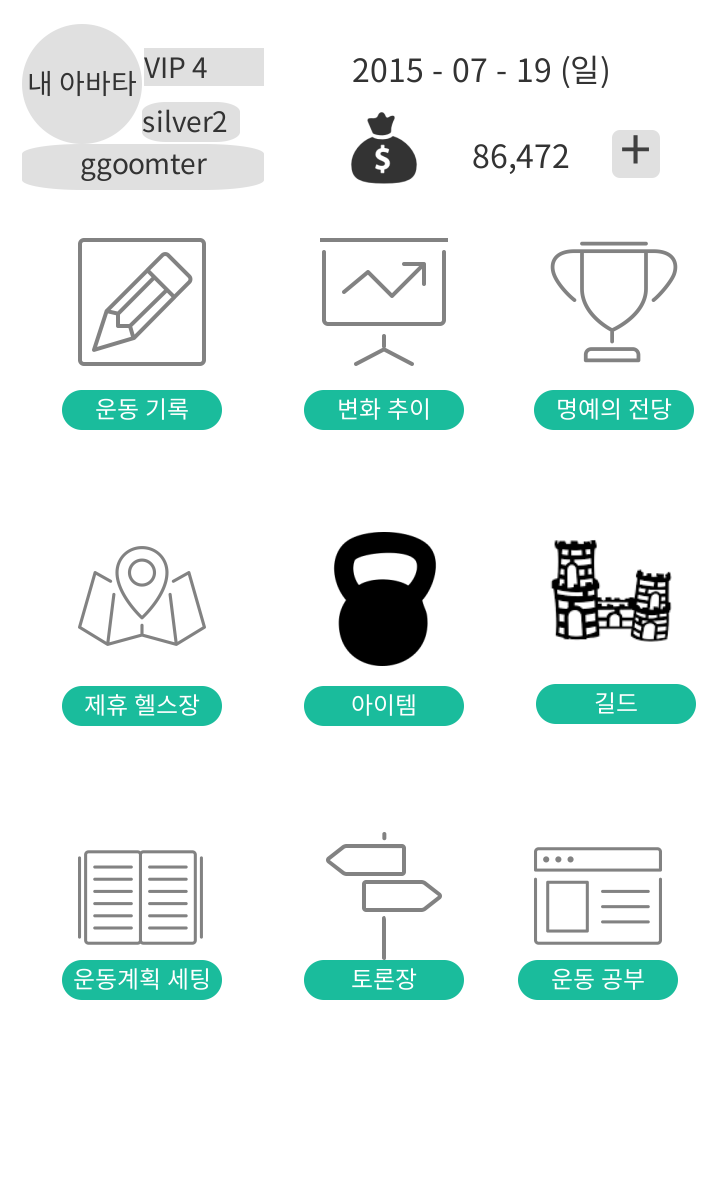 내 아바타
VIP 4
silver2
ggoomter
2015 - 07 - 19 (일)
$
86,472
+
운동 기록
변화 추이
명예의 전당
제휴 헬스장
아이템
길드
운동계획 세팅
토론장
운동 공부